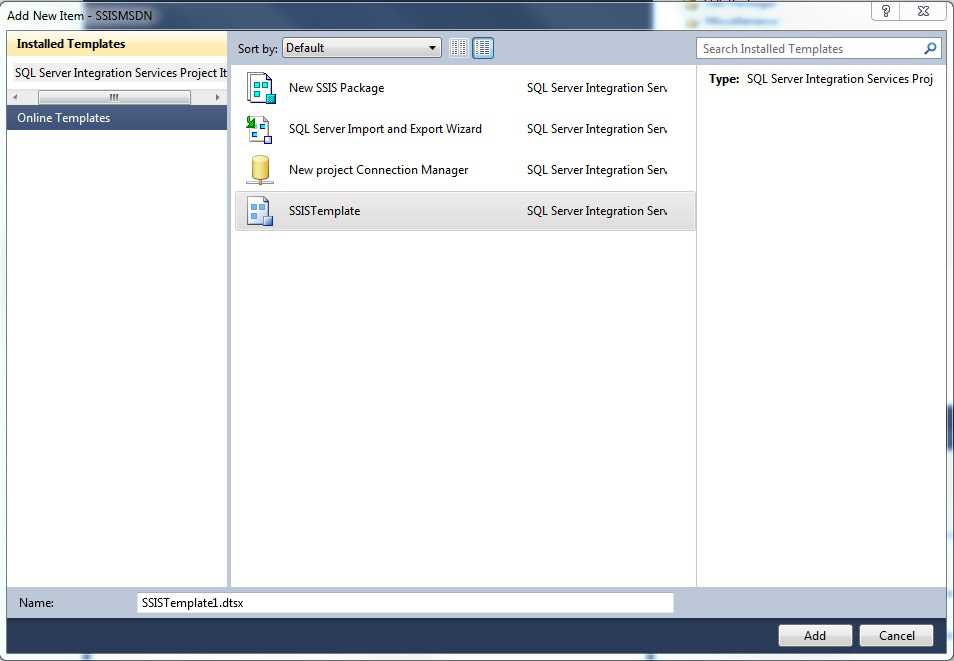 Add New Item - SSISMSDN
Installed Templates
SQL Server Integration Services Project It
Online Templates
Sort by: Default
Search Installed Templates
New SSIS Package SQL Server Integration Serv
SQL Server Import and Export Wizard SQL Server Integration Serv
New project Connection Manager SQL Server Integration Serv
SSISTemplate SQL Server Integration Serv
Type: SQL Server Integration Services Proj
Name: SSISTemplate1.dtsx
Add Cancel